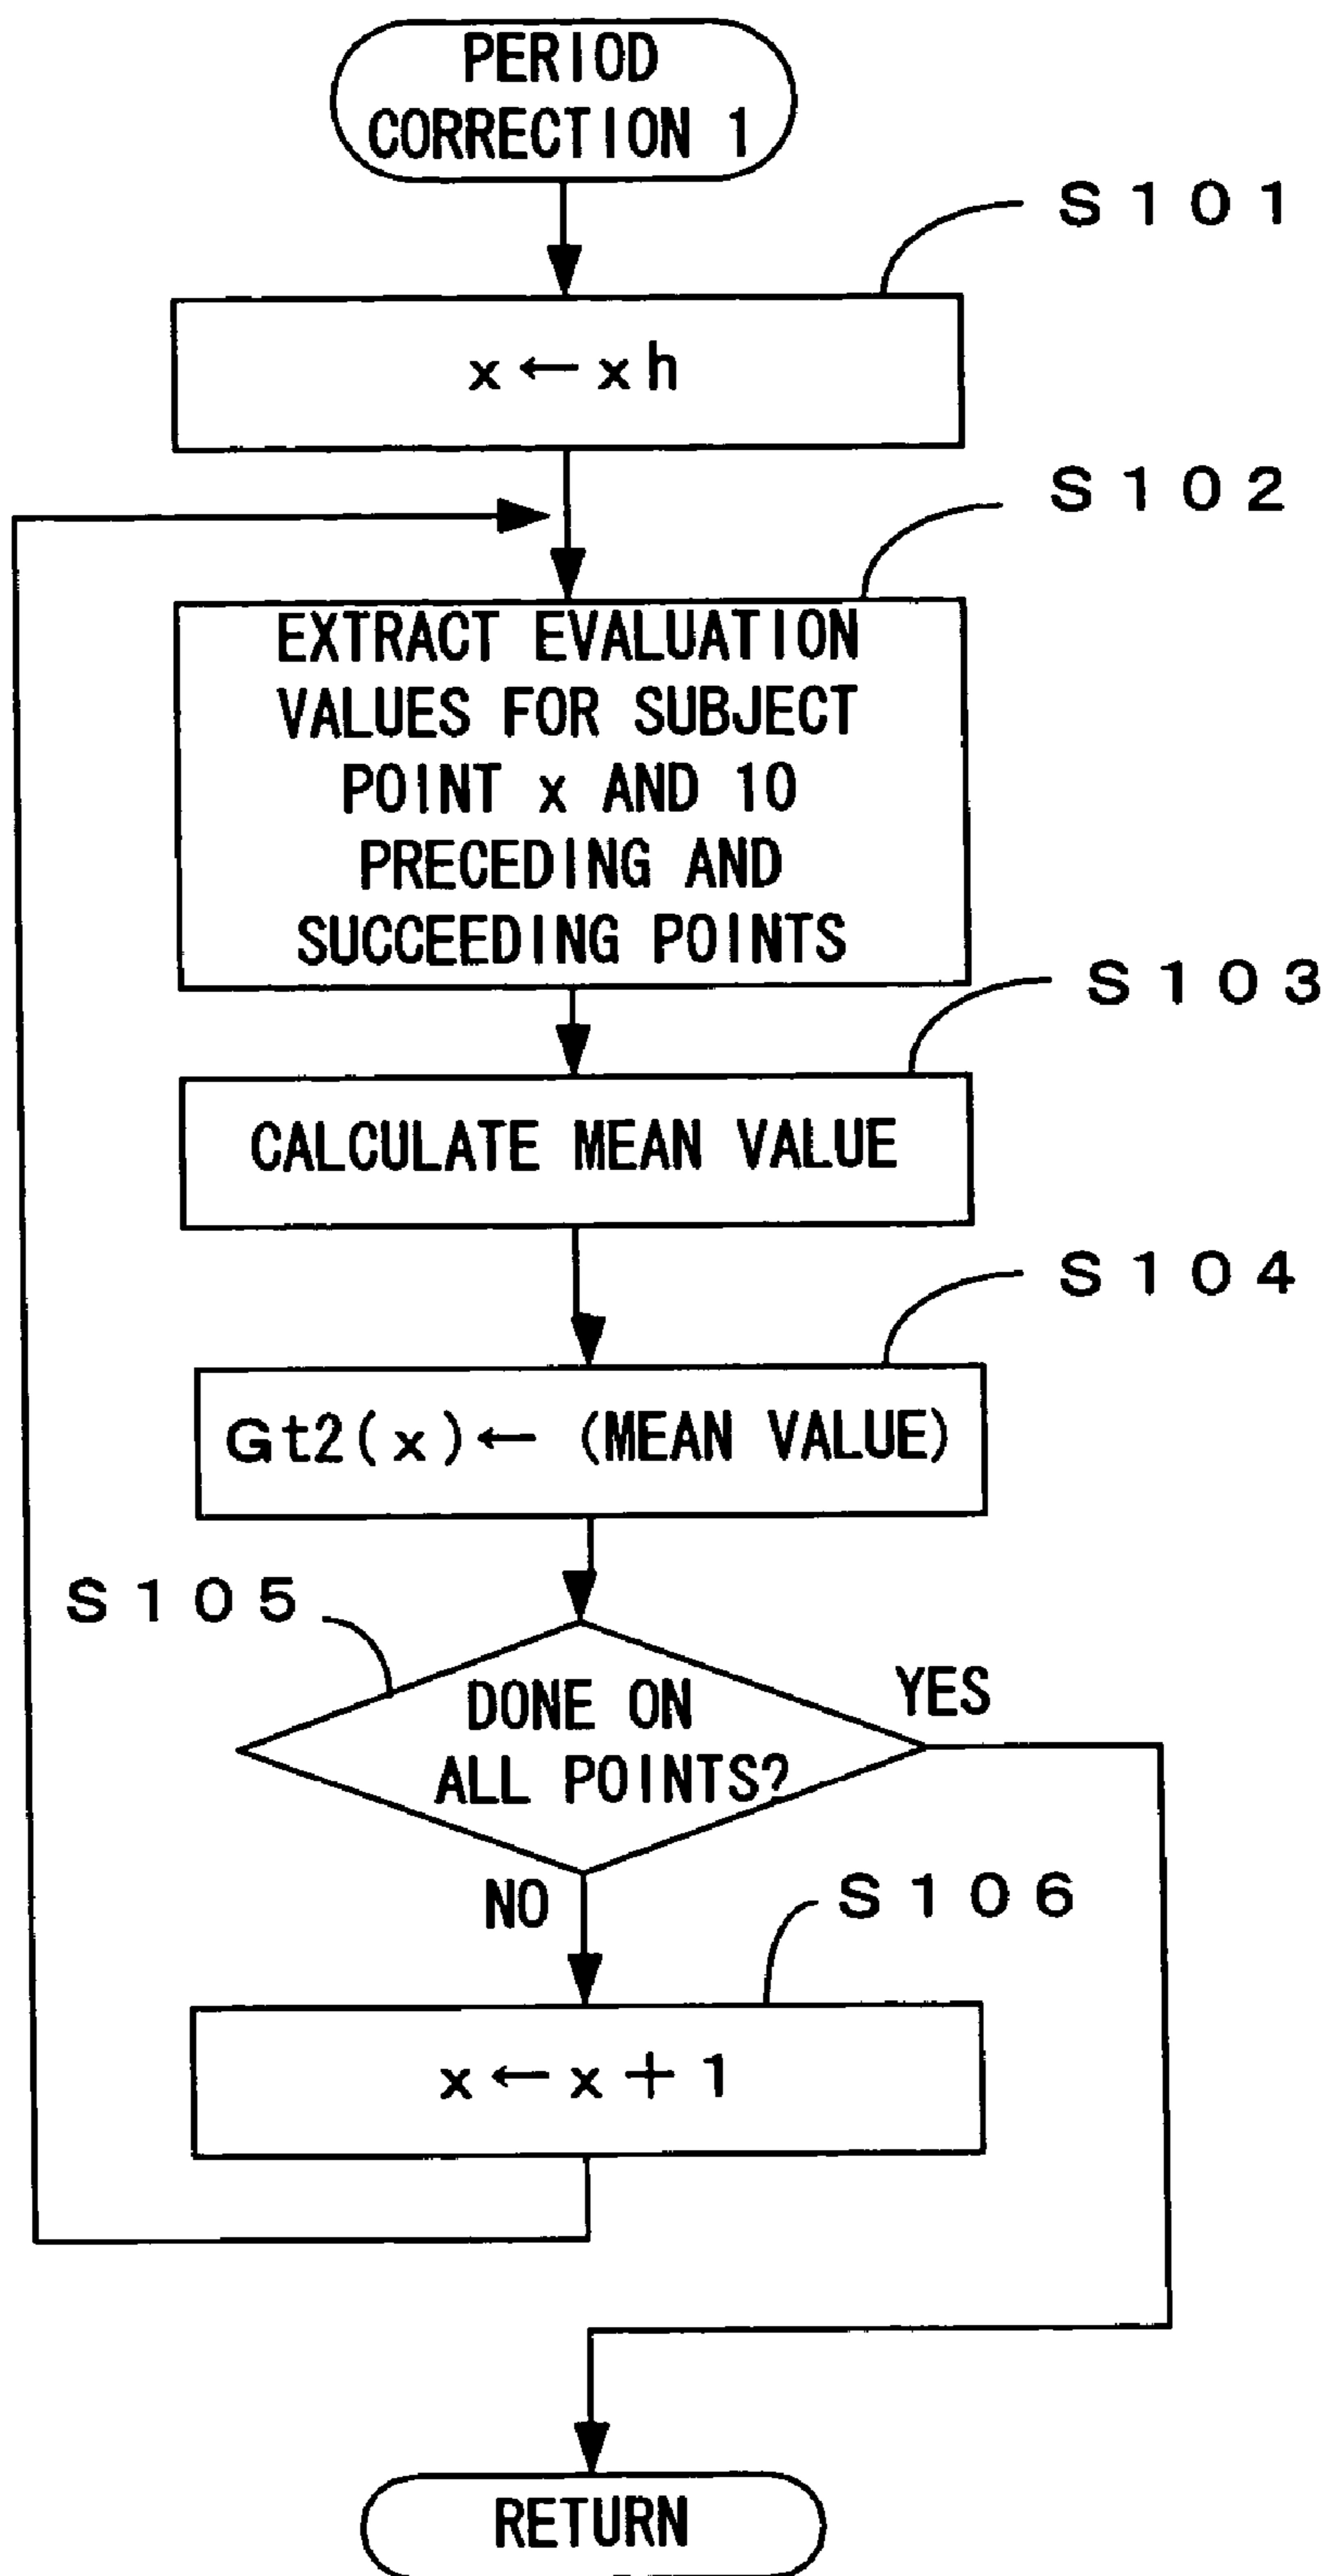 PERIOD
CORRECTION 1
S101
x←xh
S102
EXTRACT EVALUATION
VALUES FOR SUBJECT
POINT x AND 10
PRECEDING AND
SUCCEEDING POINTS
S103
CALCULATE MEAN VALUE
S104
Gt2(x)← (MEAN VALUE)
S105
DONE ON
ALL POINTS?
YES
NO
S106
x←x+1
RETURN